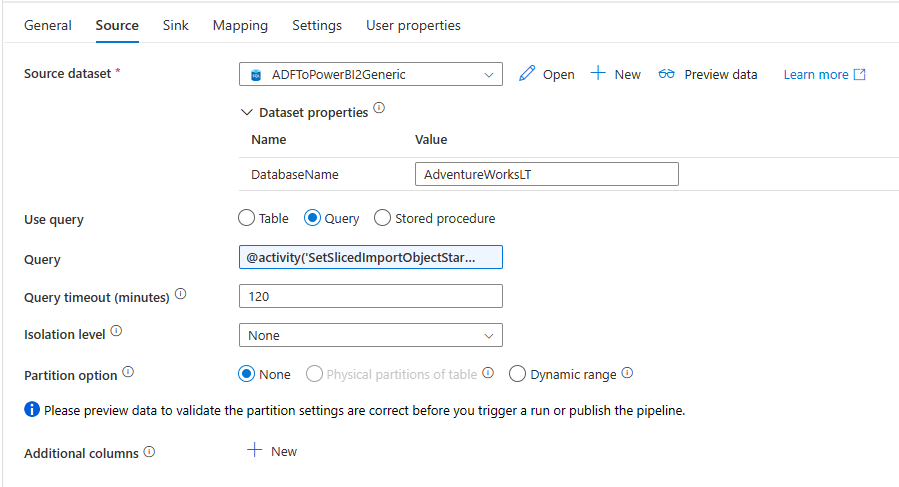 General Source Sink Mapping Settings User properties
Source dataset * ADFToPowerBI2Generic Open New Preview data Learn more
Dataset properties
Name Value
DatabaseName AdventureWorksLT
Use query Table Query Stored procedure
Query @activity('SetSlicedImportObjectStar...
Query timeout (minutes) 120
Isolation level None
Partition option None Physical partitions of table Dynamic range
Please preview data to validate the partition settings are correct before you trigger a run or publish the pipeline.
Additional columns New